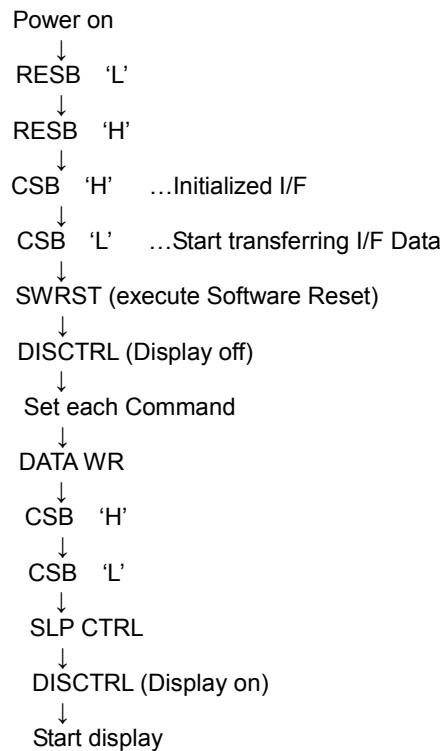 Power on
↓
RESB ‘L’
↓
RESB ‘H’
↓
CSB ‘H’ …Initialized I/F
↓
CSB ‘L’ …Start transferring I/F Data
↓
SWRST (execute Software Reset)
↓
DISCTRL (Display off)
↓
Set each Command
↓
DATA WR
↓
CSB ‘H’
↓
CSB ‘L’
↓
SLP CTRL
↓
DISCTRL (Display on)
↓
Start display